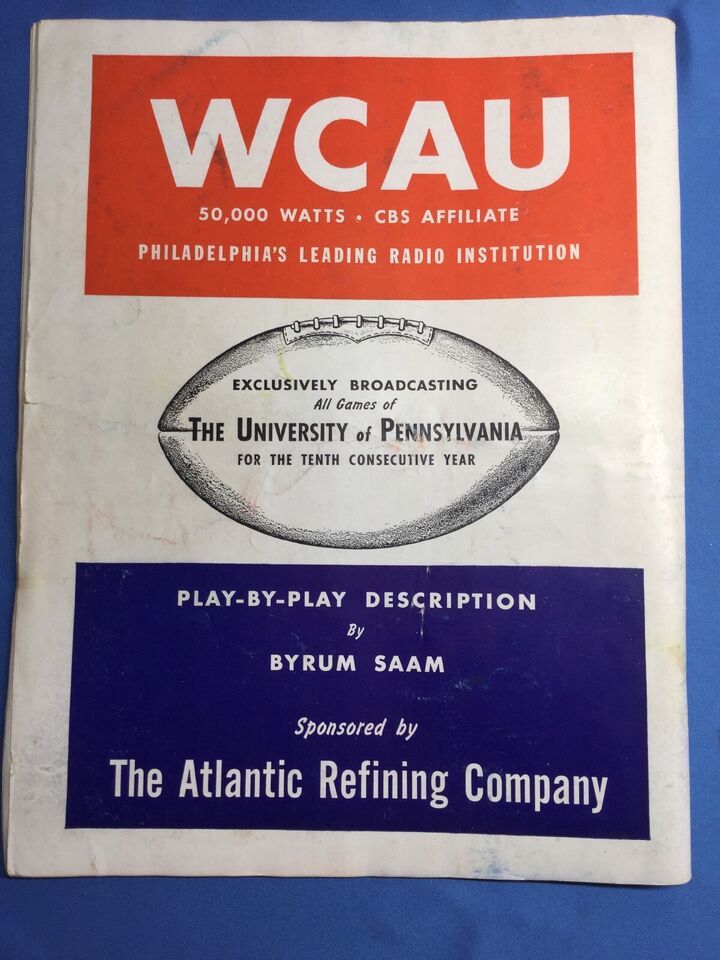 WCAU
50,000 WATTS • CBS AFFILIATE
PHILADELPHIA'S LEADING RADIO INSTITUTION
EXCLUSIVELY BROADCASTING
All Games of
THE UNIVERSITY of PENNSYLVANIA
FOR THE TENTH CONSECUTIVE YEAR
PLAY-BY-PLAY DESCRIPTION
By
BYRUM SAAM
Sponsored by
The Atlantic Refining Company